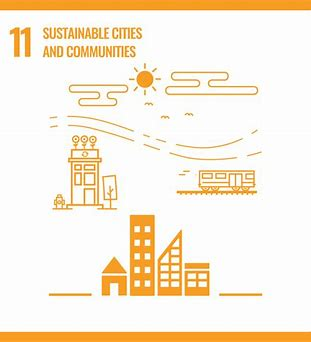 11 SUSTAINABLE CITIES
AND COMMUNITIES